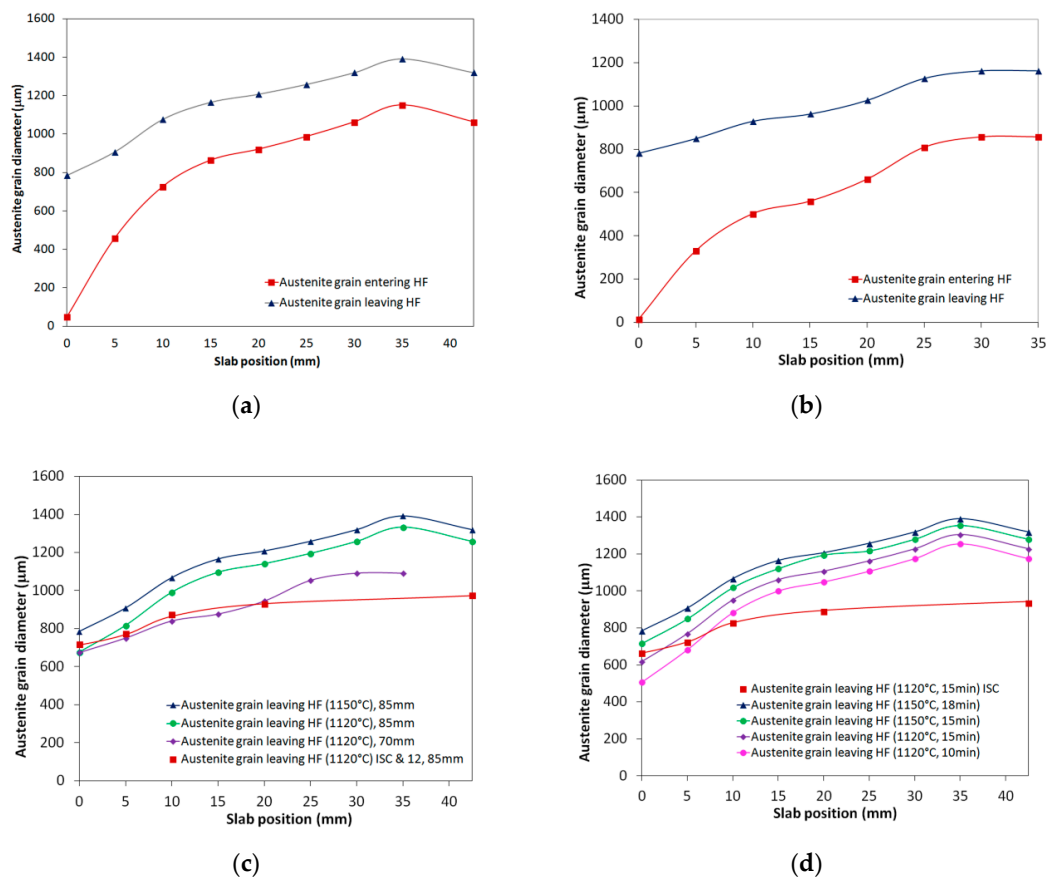 1600
1400
1200
1000
800
600
400
200
0
Austenite grain diameter (μm)
Austenite grain entering HF
Austenite grain leaving HF
0 5 10 15 20 25 30 35 40
Slab position (mm)
(a)
1400
1200
1000
800
600
400
200
0
Austenite grain diameter (μm)
Austenite grain entering HF
Austenite grain leaving HF
0 5 10 15 20 25 30 35
Slab position (mm)
(b)
1600
1400
1200
1000
800
600
400
200
0
Austenite grain diameter (μm)
Austenite grain leaving HF (1150°C), 85mm
Austenite grain leaving HF (1120°C), 85mm
Austenite grain leaving HF (1120°C), 70mm
Austenite grain leaving HF (1120°C) ISC & 12, 85mm
0 5 10 15 20 25 30 35 40
Slab position (mm)
(c)
1600
1400
1200
1000
800
600
400
200
0
Austenite grain diameter (μm)
Austenite grain leaving HF (1120°C, 15min) ISC
Austenite grain leaving HF (1150°C, 18min)
Austenite grain leaving HF (1150°C, 15min)
Austenite grain leaving HF (1120°C, 15min)
Austenite grain leaving HF (1120°C, 10min)
0 5 10 15 20 25 30 35 40
Slab position (mm)
(d)